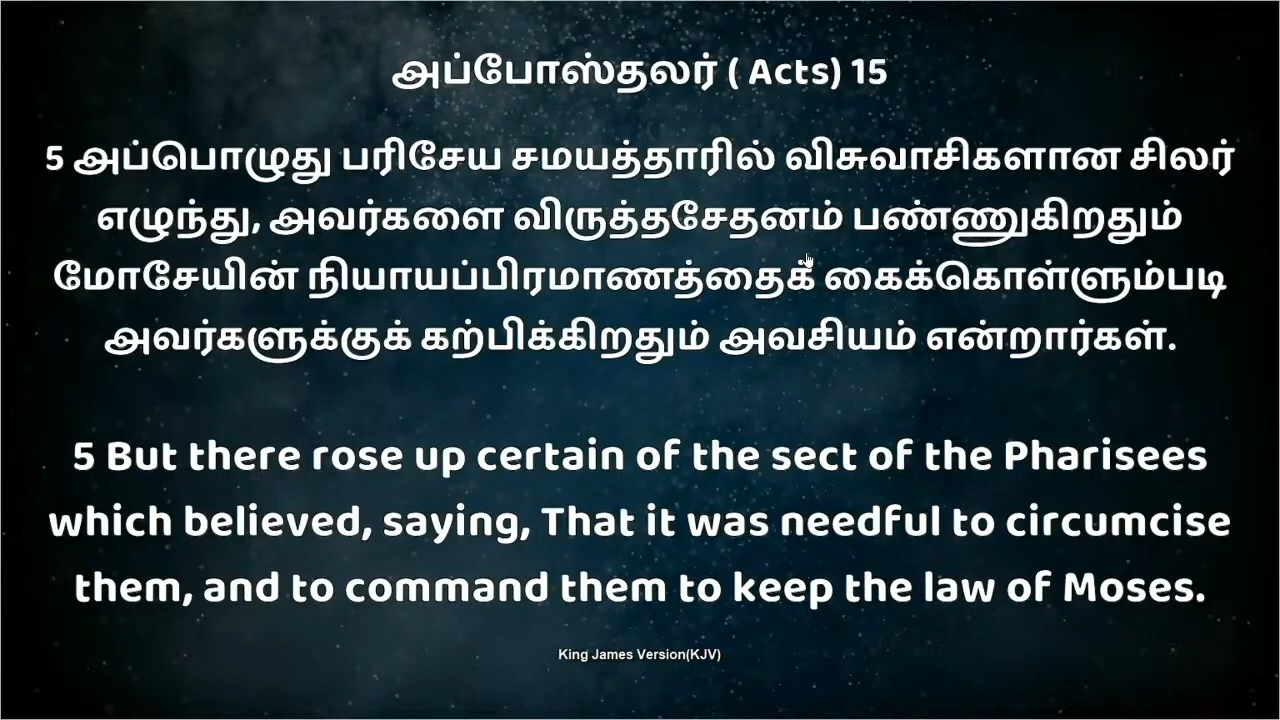 அப்போஸ்தலர் ( Acts) 15
5 அப்பொழுது பரிசேய சமயத்தாரில் விசுவாசிகளான சிலர்
எழுந்து, அவர்களை விருத்தசேதனம் பண்ணுகிறதும்
மோசேயின் நியாயப்பிரமாணத்தைக் கைக்கொள்ளும்படி
அவர்களுக்குக் கற்பிக்கிறதும் அவசியம் என்றார்கள்.
5 But there rose up certain of the sect of the Pharisees
which believed, saying, That it was needful to circumcise
them, and to command them to keep the law of Moses.
King James Version(KJV)